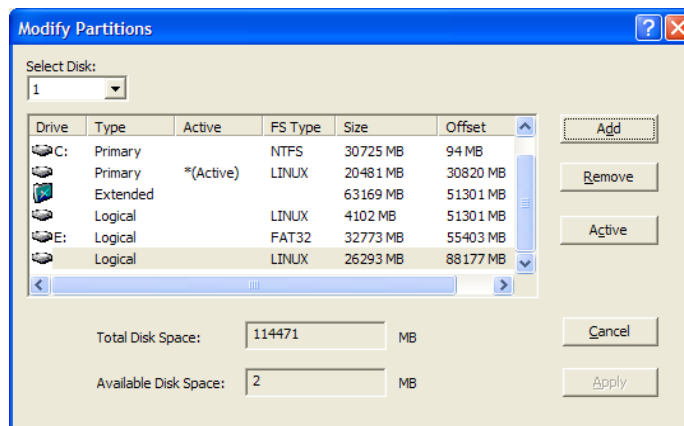 Modify Partitions
Select Disk:
1
Drive Type Active FS Type Size Offset
C: Primary NTFS 30725 MB 94 MB
Primary *(Active) LINUX 20481 MB 30820 MB
Extended 63169 MB 51301 MB
Logical LINUX 4102 MB 51301 MB
E: Logical FAT32 32773 MB 55403 MB
Logical LINUX 26293 MB 88177 MB
Add
Remove
Active
Total Disk Space: 114471 MB
Cancel
Available Disk Space: 2 MB
Apply